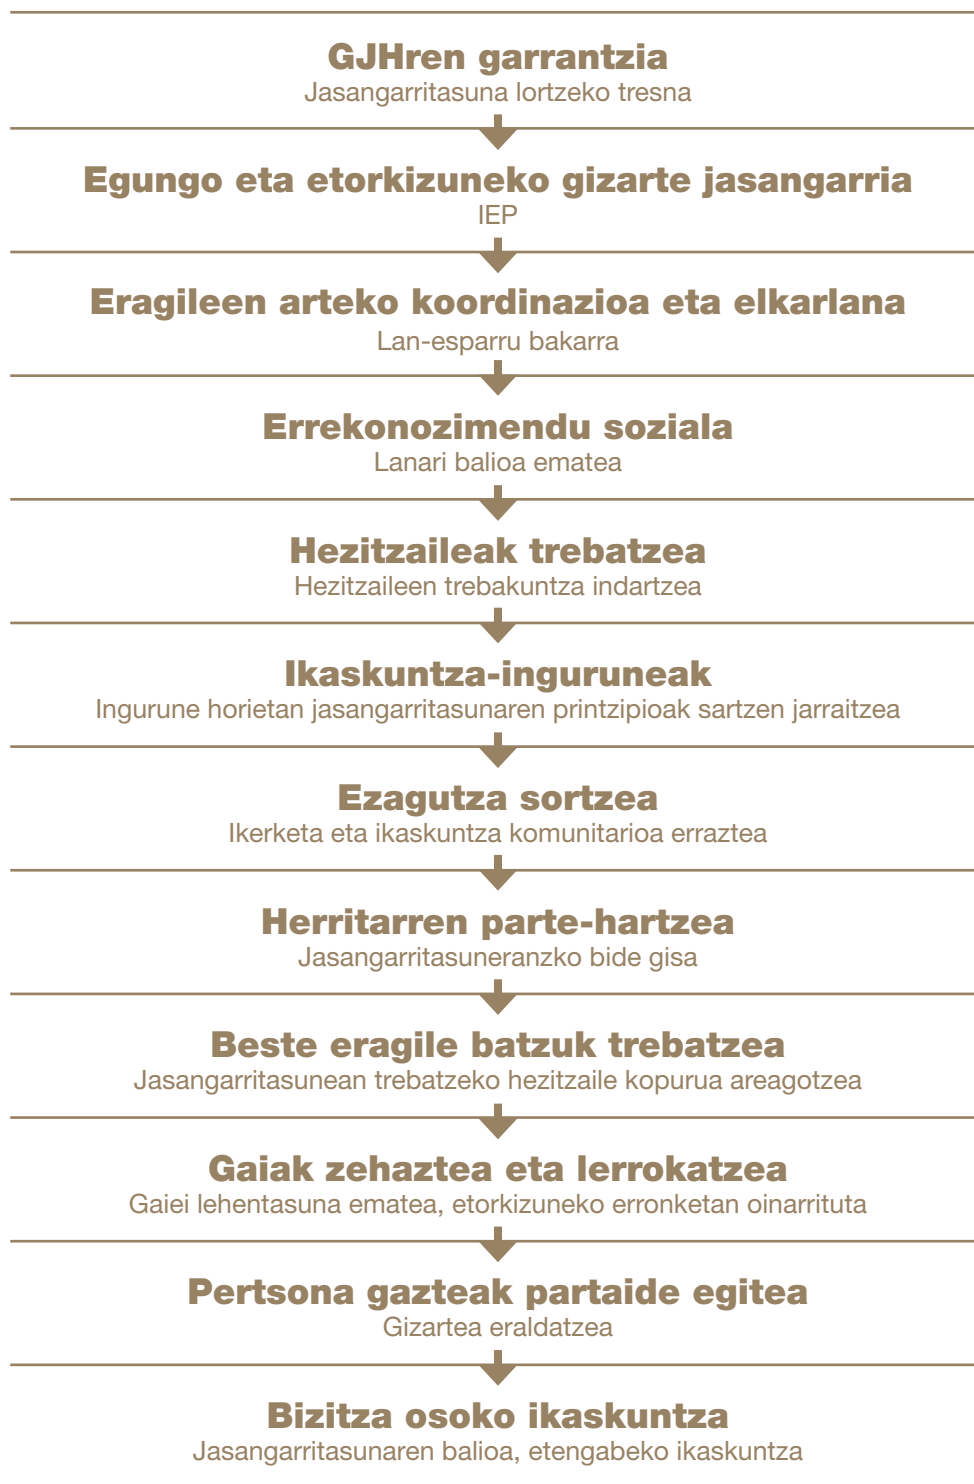 GJHren garrantzia
Jasangarritasuna lortzeko tresna
Egungo eta etorkizuneko gizarte jasangarria
IEP
Eragileen arteko koordinazioa eta elkarlana
Lan-esparru bakarra
Errekonozimendu soziala
Lanari balioa ematea
Hezitzaileak trebatzea
Hezitzaileen trebakuntza indartzea
Ikaskuntza-inguruneak
Ingurune horietan jasangarritasunaren printzipioak sartzen jarraitzea
Ezagutza sortzea
Ikerketa eta ikaskuntza komunitarioa erraztea
Herritarren parte-hartzea
Jasangarritasuneranzko bide gisa
Beste eragile batzuk trebatzea
Jasangarritasunean trebatzeko hezitzaile kopurua areagotzea
Gaiak zehaztea eta lerrokatzea
Gaiei lehentasuna ematea, etorkizuneko erronketan oinarrituta
Pertsona gazteak partaide egitea
Gizartea eraldatzea
Bizitza osoko ikaskuntza
Jasangarritasunaren balioa, etengabeko ikaskuntza